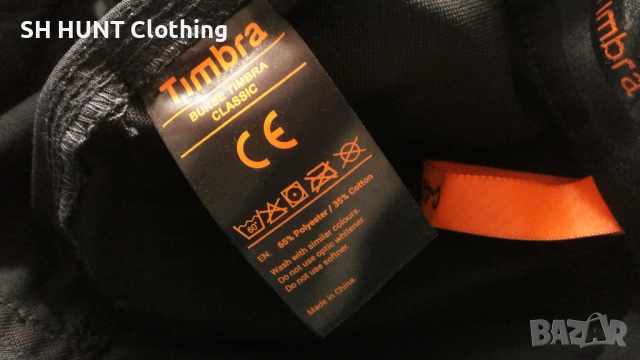 SH HUNT Clothing
Timbra
BUKSE TIMBRA
CLASSIC
CE
60°
EN: 65% Polyester / 35% Cotton
Wash with similar colours.
Do not use optic whitener.
Do not use softner.
Made in China.
Timbra
BAZAR
.bg